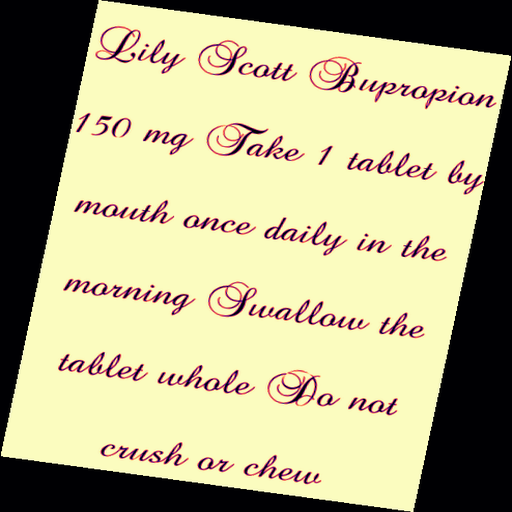 Lily Scott Bupropion
150 mg Take 1 tablet by
mouth once daily in the
morning Swallow the
tablet whole Do not
crush or chew